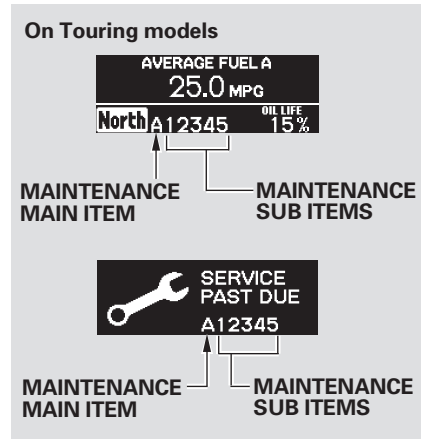 On Touring models
AVERAGE FUEL A
25.0 MPG
North A12345 OIL LIFE 15%
MAINTENANCE MAIN ITEM
MAINTENANCE SUB ITEMS
SERVICE
PAST DUE
A12345
MAINTENANCE MAIN ITEM
MAINTENANCE SUB ITEMS